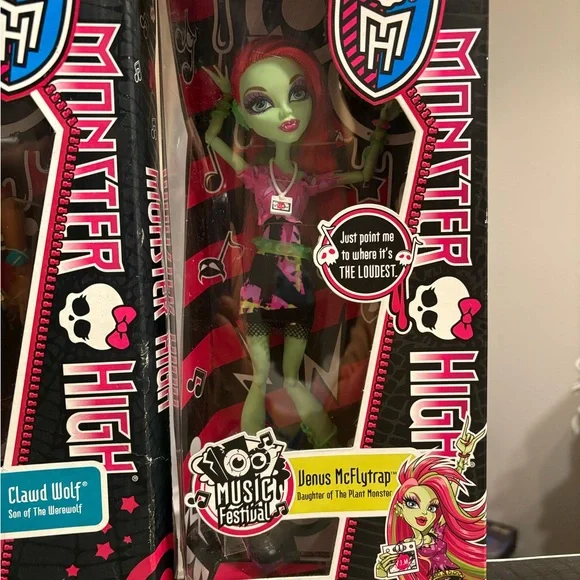 MONSTER HIGH
Clawd Wolf®
Son of The Werewolf
MONSTER HIGH
Just point me
to where it's
THE LOUDEST.
MUSIC
Festival
Venus McFlytrap™
Daughter of The Plant Monster
MONSTER HIGH®